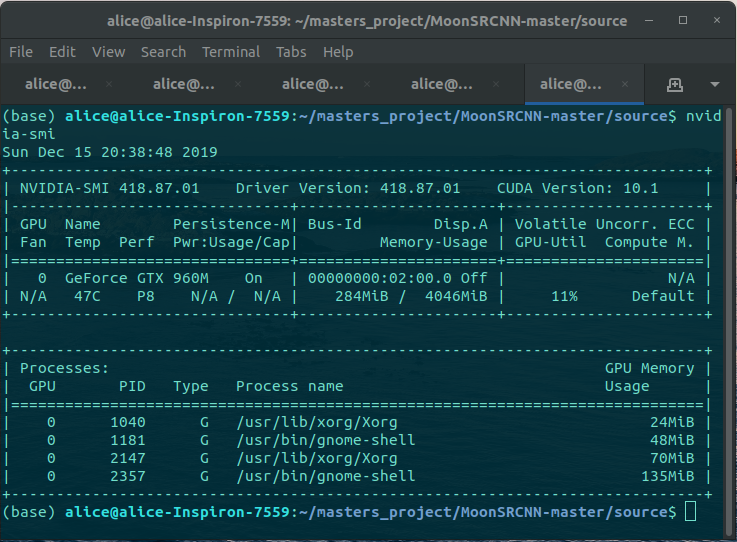 alice@alice-Inspiron-7559: ~/masters_project/MoonSRCNN-master/source
File Edit View Search Terminal Tabs Help
alice@... × alice@... × alice@... × alice@... × alice@... ×
(base) alice@alice-Inspiron-7559:~/masters_project/MoonSRCNN-master/source$ nvid
ia-smi
Sun Dec 15 20:38:48 2019
+-----------------------------------------------------------------------------+
| NVIDIA-SMI 418.87.01    Driver Version: 418.87.01    CUDA Version: 10.1     |
|-------------------------------+----------------------+----------------------+
| GPU  Name        Persistence-M| Bus-Id        Disp.A | Volatile Uncorr. ECC |
| Fan  Temp  Perf  Pwr:Usage/Cap|         Memory-Usage | GPU-Util  Compute M. |
|===============================+======================+======================|
|   0  GeForce GTX 960M    On   | 00000000:02:00.0 Off |                  N/A |
| N/A   47C    P8    N/A /  N/A |    284MiB /  4046MiB |     11%      Default |
+-------------------------------+----------------------+----------------------+
+-----------------------------------------------------------------------------+
| Processes:                                                       GPU Memory |
|  GPU       PID   Type   Process name                             Usage      |
|=============================================================================|
|    0      1040      G   /usr/lib/xorg/Xorg                            24MiB |
|    0      1181      G   /usr/bin/gnome-shell                          48MiB |
|    0      2147      G   /usr/lib/xorg/Xorg                            70MiB |
|    0      2357      G   /usr/bin/gnome-shell                         135MiB |
+-----------------------------------------------------------------------------+
(base) alice@alice-Inspiron-7559:~/masters_project/MoonSRCNN-master/source$